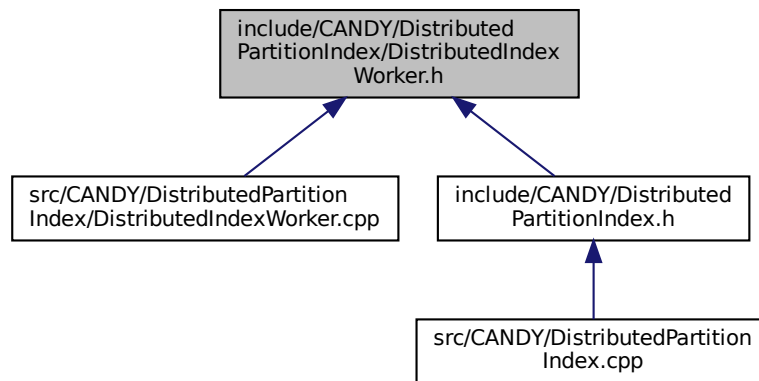 include/CANDY/Distributed
PartitionIndex/DistributedIndex
Worker.h
src/CANDY/DistributedPartition
Index/DistributedIndexWorker.cpp
include/CANDY/Distributed
PartitionIndex.h
src/CANDY/DistributedPartition
Index.cpp